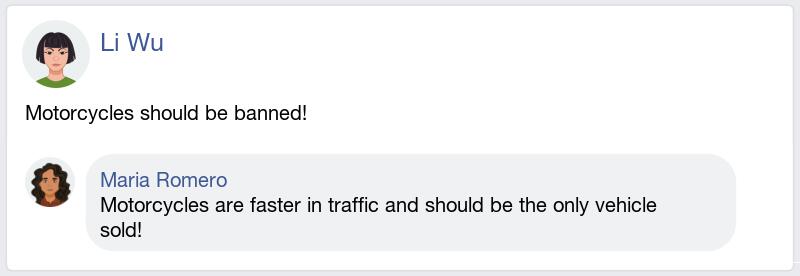 Li Wu
Motorcycles should be banned!
Maria Romero
Motorcycles are faster in traffic and should be the only vehicle
sold!